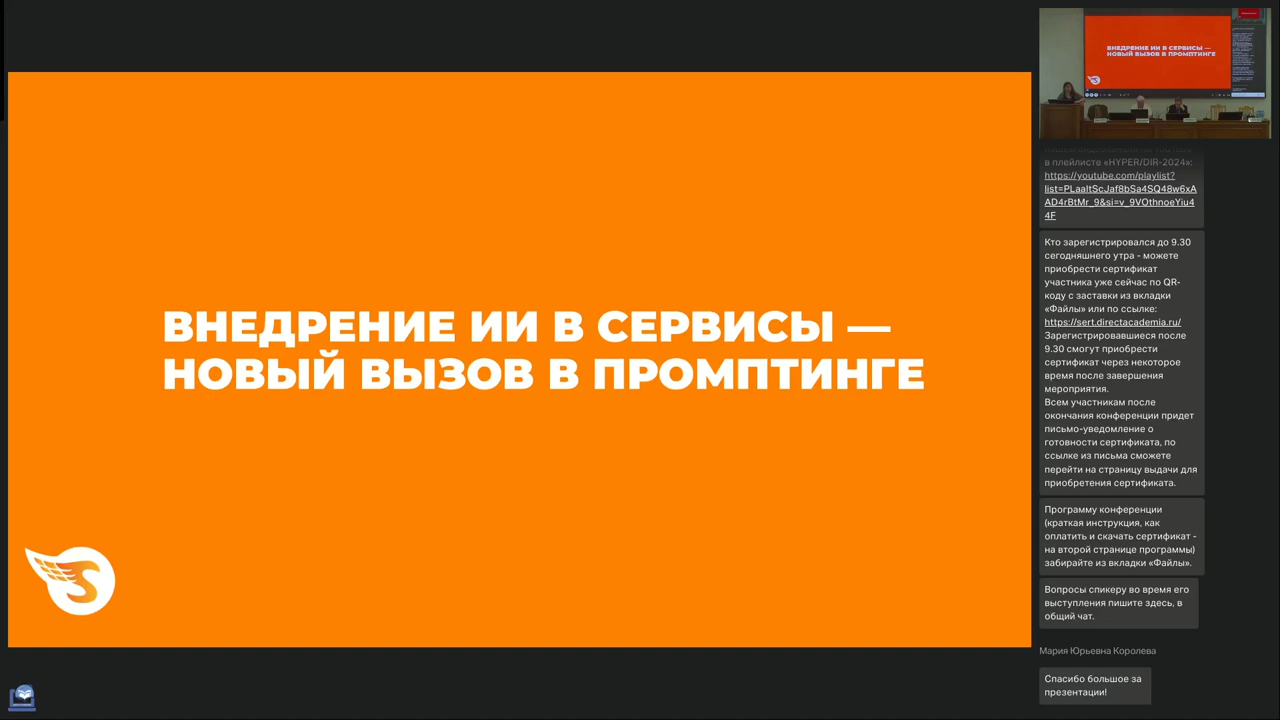 ВНЕДРЕНИЕ ИИ В СЕРВИСЫ —
НОВЫЙ ВЫЗОВ В ПРОМПТИНГЕ
S
ВНЕДРЕНИЕ ИИ В СЕРВИСЫ —
НОВЫЙ ВЫЗОВ В ПРОМПТИНГЕ
в плейлисте «HYPER/DIR-2024»:
https://youtube.com/playlist?
list=PLaaltScJaf8bSa4SQ48w6xA
AD4rBtMr_9&si=v_9VOthnoeYiu4
4F
Кто зарегистрировался до 9.30
сегодняшнего утра - можете
приобрести сертификат
участника уже сейчас по QR-
коду с заставки из вкладки
«Файлы» или по ссылке:
https://sert.directacademia.ru/
Зарегистрировавшиеся после
9.30 смогут приобрести
сертификат через некоторое
время после завершения
мероприятия.
Всем участникам после
окончания конференции придет
письмо-уведомление о
готовности сертификата, по
ссылке из письма сможете
перейти на страницу выдачи для
приобретения сертификата.
Программу конференции
(краткая инструкция, как
оплатить и скачать сертификат -
на второй странице программы)
забирайте из вкладки «Файлы».
Вопросы спикеру во время его
выступления пишите здесь, в
общий чат.
Мария Юрьевна Королева
Спасибо большое за
презентации!